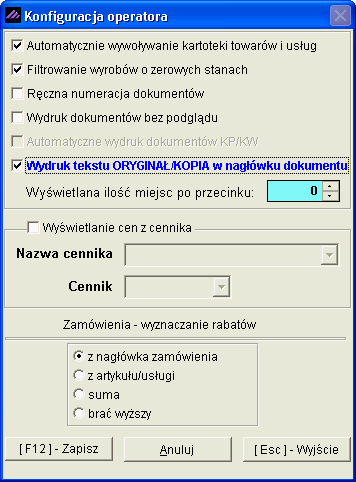 Konfiguracja operatora
Automatycznie wywoływanie kartoteki towarów i usług
Filtrowanie wyrobów o zerowych stanach
Ręczna numeracja dokumentów
Wydruk dokumentów bez podglądu
Automatyczne wydruk dokumentów KP/KW
Wydruk tekstu ORYGINAŁ/KOPIA w nagłówku dokumentu
Wyświetlana ilość miejsc po przecinku: 0
Wyświetlanie cen z cennika
Nazwa cennika
Cennik
Zamówienia - wyznaczanie rabatów
z nagłówka zamówienia
z artykułu/usługi
suma
brać wyższy
[ F12 ] - Zapisz Anuluj [ Esc ] - Wyjście